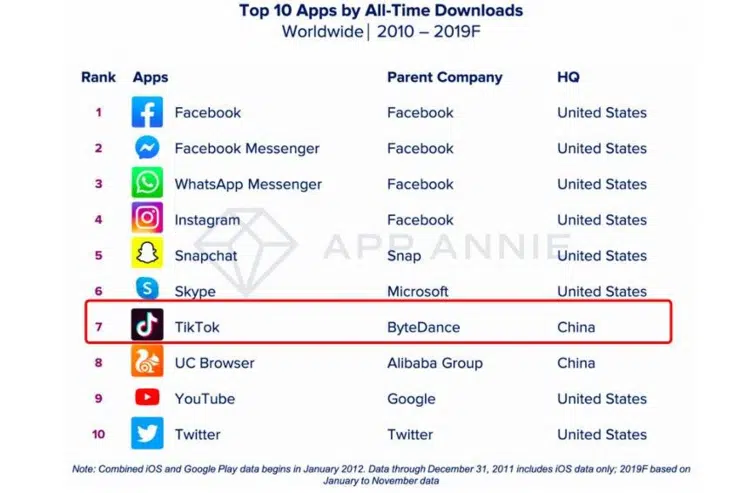 Top 10 Apps by All-Time Downloads
Worldwide| 2010 – 2019F
Rank Apps Parent Company HQ
1 Facebook Facebook United States
2 Facebook Messenger Facebook United States
3 WhatsApp Messenger Facebook United States
4 Instagram Facebook United States
APP ANNIE
5 Snapchat Snap United States
6 Skype Microsoft United States
7 TikTok ByteDance China
8 UC Browser Alibaba Group China
9 YouTube Google United States
10 Twitter Twitter United States
Note: Combined iOS and Google Play data begins in January 2012. Data through December 31, 2011 includes iOS data only; 2019F based on
January to November data